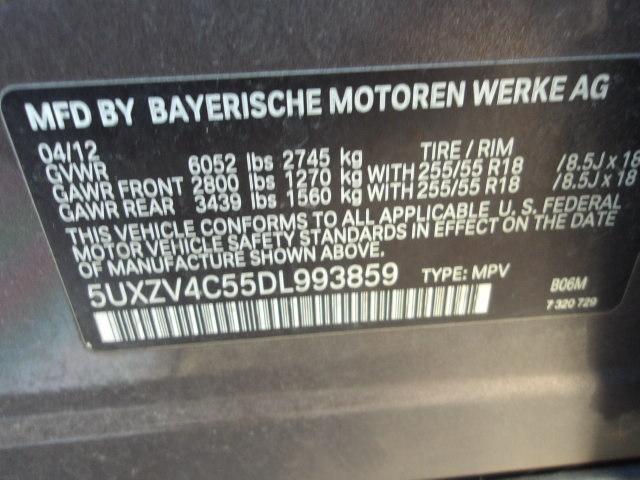 MFD BY BAYERISCHE MOTOREN WERKE AG
04/12
GVWR 6052 lbs 2745 kg TIRE / RIM
GAWR FRONT 2800 lbs 1270 kg WITH 255/55 R18 /8.5J x 18
GAWR REAR 3439 lbs 1560 kg WITH 255/55 R18 /8.5J x 18
THIS VEHICLE CONFORMS TO ALL APPLICABLE U. S. FEDERAL
MOTOR VEHICLE SAFETY STANDARDS IN EFFECT ON THE DATE
OF MANUFACTURE SHOWN ABOVE.
5UXZV4C55DL993859 TYPE: MPV B06M
7 320 729